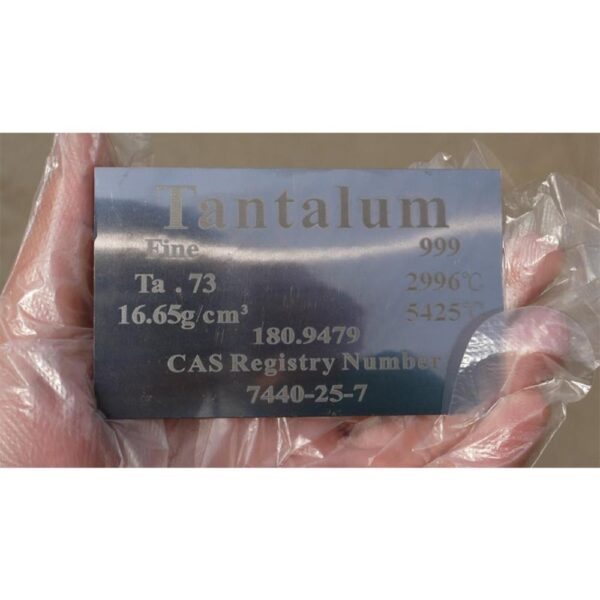 Tantalum
Fine 999
Ta . 73 2996℃
16.65g/cm³ 5425℃
180.9479
CAS Registry Number
7440-25-7